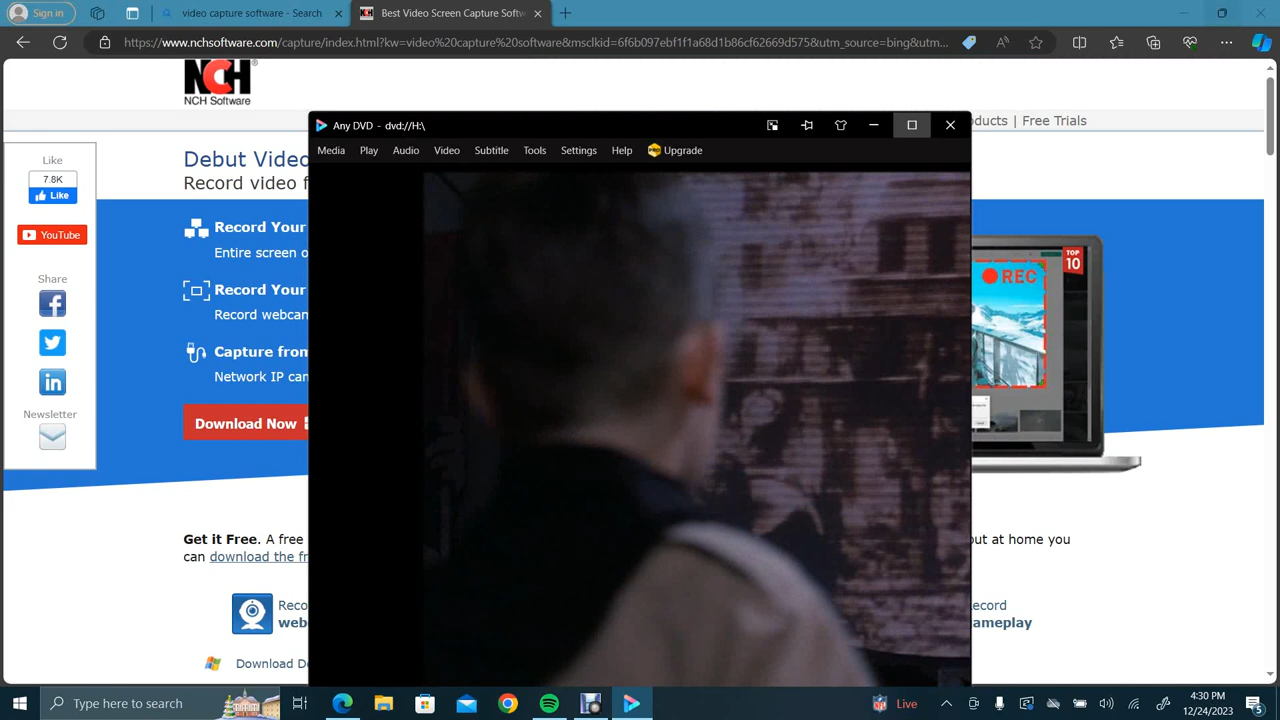 Sign in
video capture software - Search
Best Video Screen Capture Softw
https://www.nchsoftware.com/capture/index.html?kw=video%20capture%20software&msclkid=6f6b097ebf1f1a68d1b86cf62669d575&utm_source=bing&utm...
NCH
NCH Software
oducts | Free Trials
Any DVD - dvd://H:\
Media Play Audio Video Subtitle Tools Settings Help PRO Upgrade
Like
7.8K
Like
YouTube
Share
Newsletter
Debut Video
Record video f
Record Your
Entire screen o
Record Your
Record webcan
Capture from
Network IP can
Download Now
TOP
10
REC
Get it Free. A free
can download the fr
out at home you
Reco
web
ecord
ameplay
Download De
Type here to search
Live
4:30 PM
12/24/2023
5